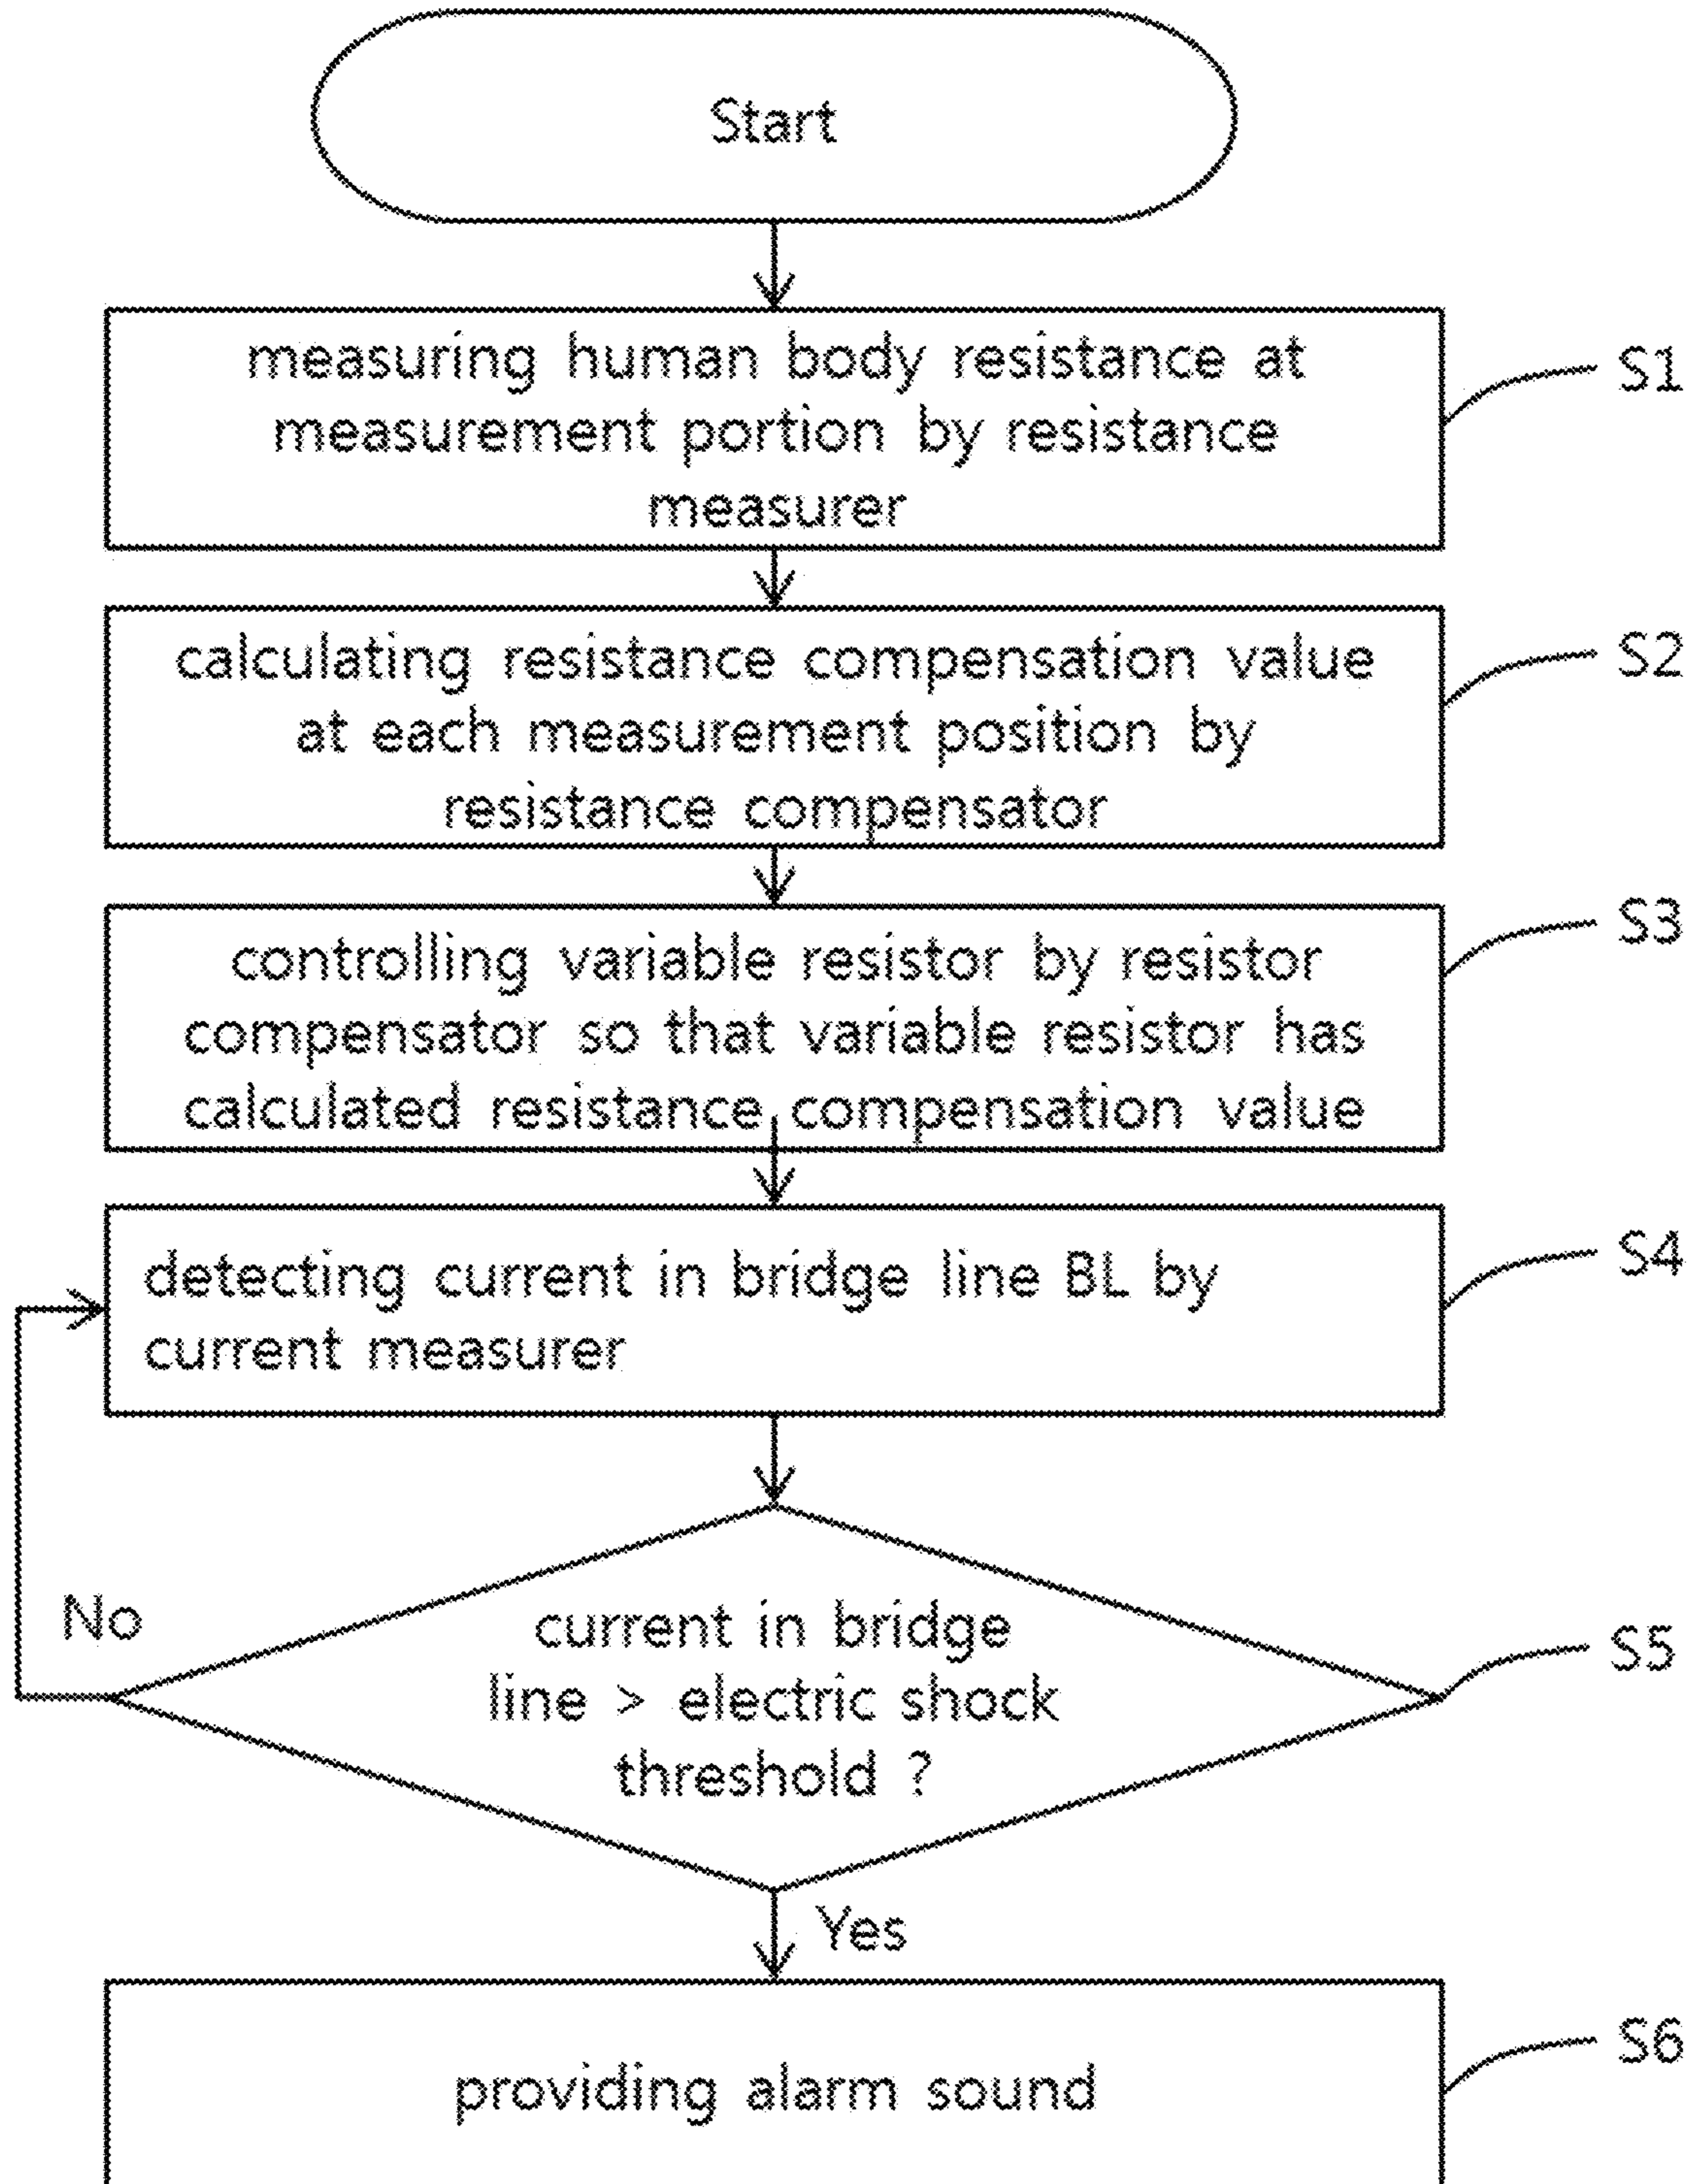 Start
measuring human body resistance at
measurement portion by resistance
measurer
S1
calculating resistance compensation value
at each measurement position by
resistance compensator
S2
controlling variable resistor by resistor
compensator so that variable resistor has
calculated resistance compensation value
S3
detecting current in bridge line BL by
current measurer
S4
No
current in bridge
line > electric shock
threshold ?
S5
Yes
providing alarm sound
S6